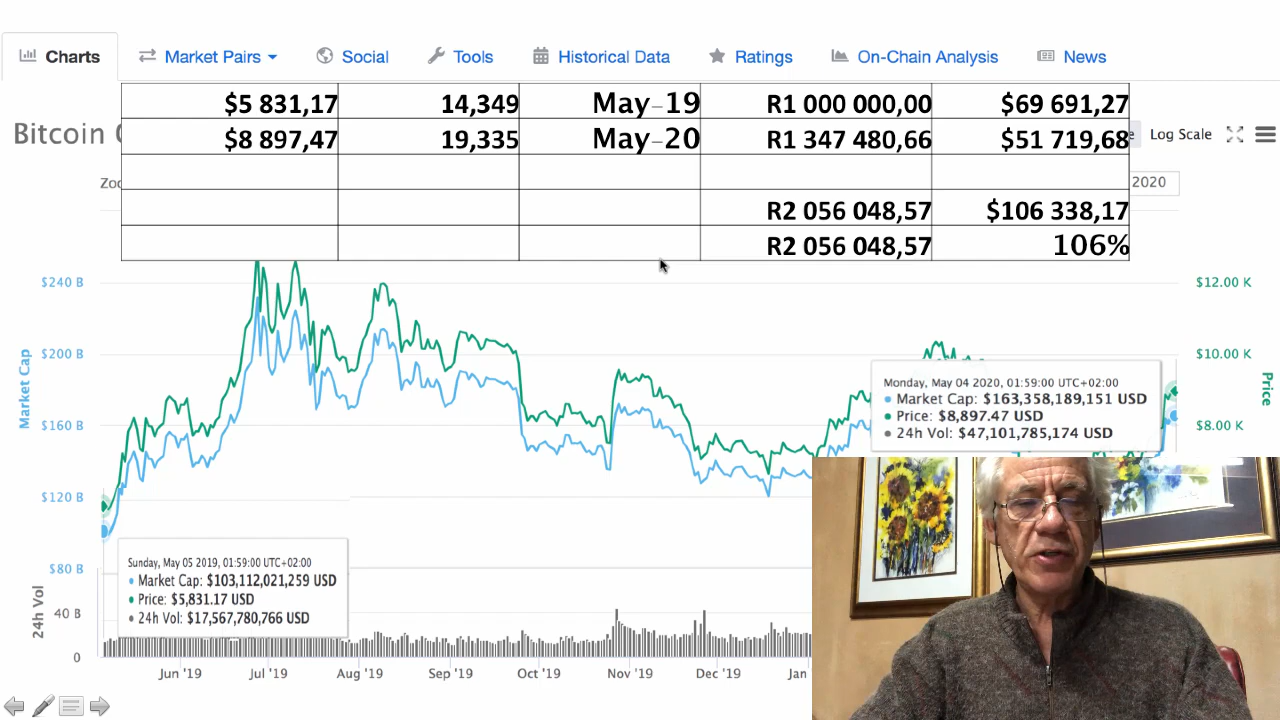 Charts Market Pairs Social Tools Historical Data Ratings On-Chain Analysis News
$5 831,17 14,349 May-19 R1 000 000,00 $69 691,27
Bitcoin $8 897,47 19,335 May-20 R1 347 480,66 $51 719,68 Log Scale
2020
R2 056 048,57 $106 338,17
R2 056 048,57 106%
$240 B $12.00 K
$200 B $10.00 K
Market Cap
Price
Monday, May 04 2020, 01:59:00 UTC+02:00
Market Cap: $163,358,189,151 USD
Price: $8,897.47 USD
24h Vol: $47,101,785,174 USD
$160 B $8.00 K
$120 B
Sunday, May 05 2019, 01:59:00 UTC+02:00
Market Cap: $103,112,021,259 USD
Price: $5,831.17 USD
24h Vol: $17,567,780,766 USD
$80 B
24h Vol
40 B
0
Jun '19 Jul '19 Aug '19 Sep '19 Oct '19 Nov '19 Dec '19 Jan